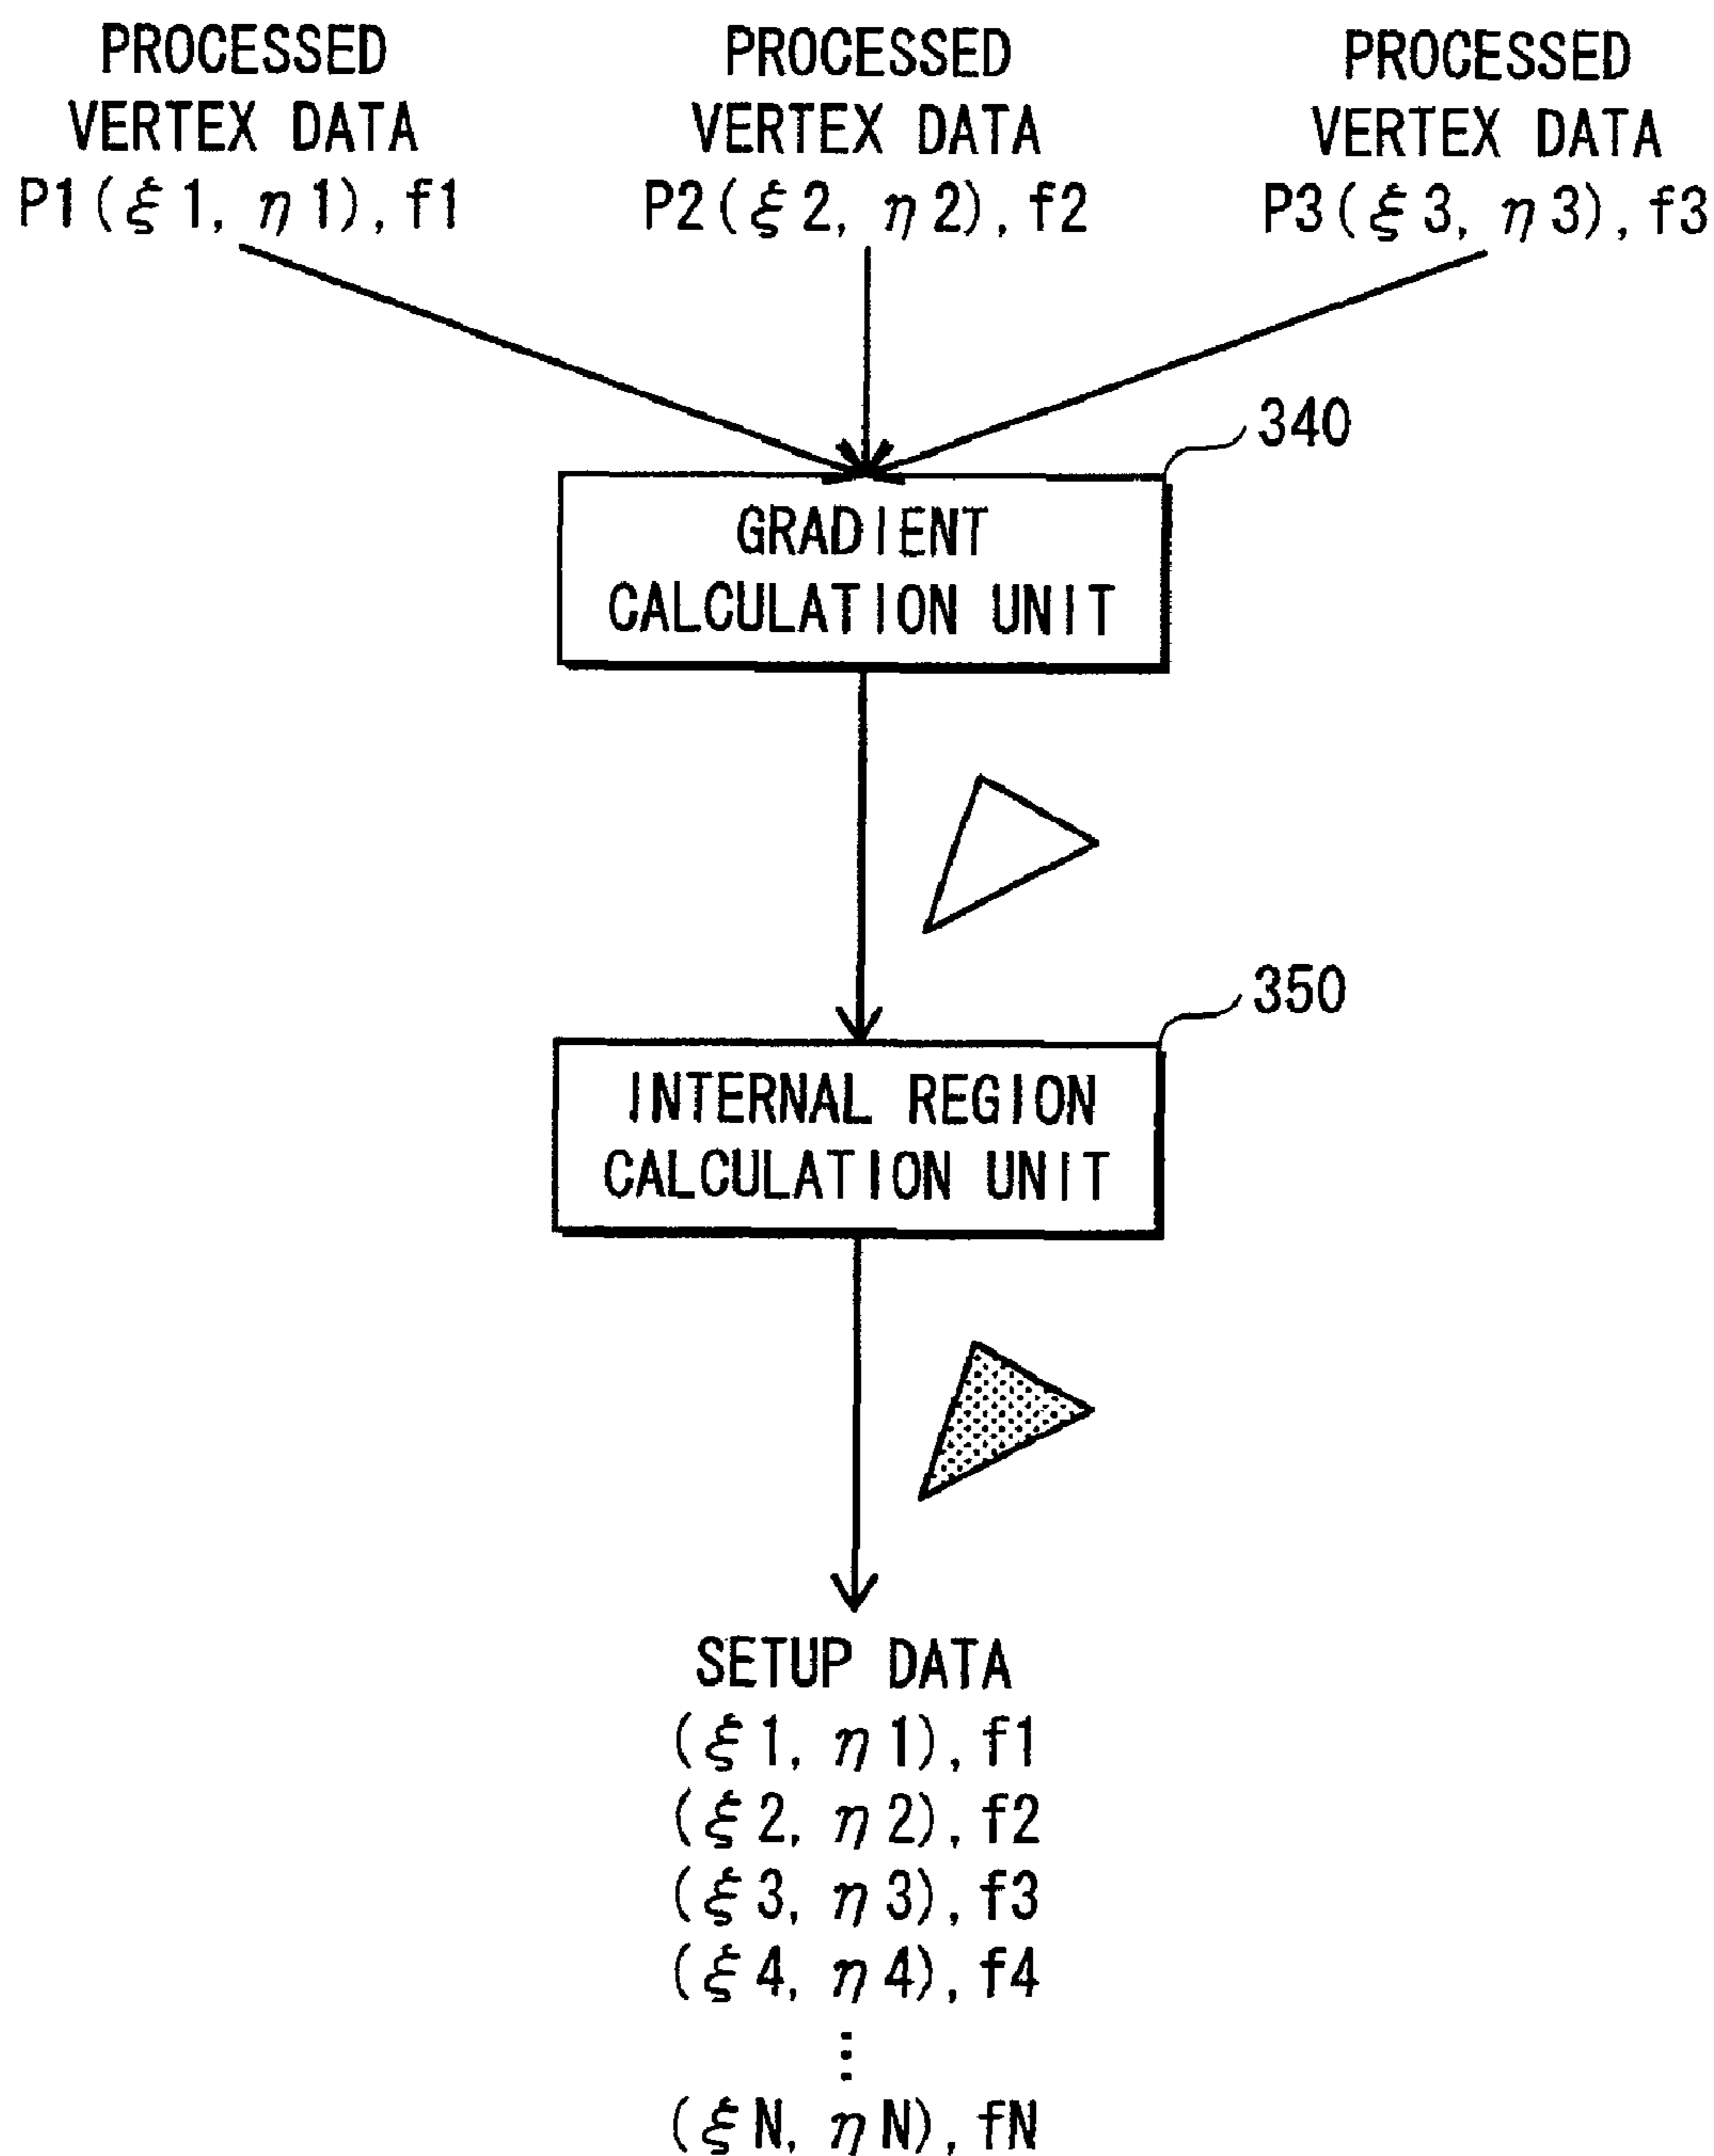 PROCESSED
VERTEX DATA
P1(ξ1, η1), f1
PROCESSED
VERTEX DATA
P2(ξ2, η2), f2
PROCESSED
VERTEX DATA
P3(ξ3, η3), f3
340
GRADIENT
CALCULATION UNIT
350
INTERNAL REGION
CALCULATION UNIT
SETUP DATA
(ξ1, η1), f1
(ξ2, η2), f2
(ξ3, η3), f3
(ξ4, η4), f4
⋮
(ξN, ηN), fN